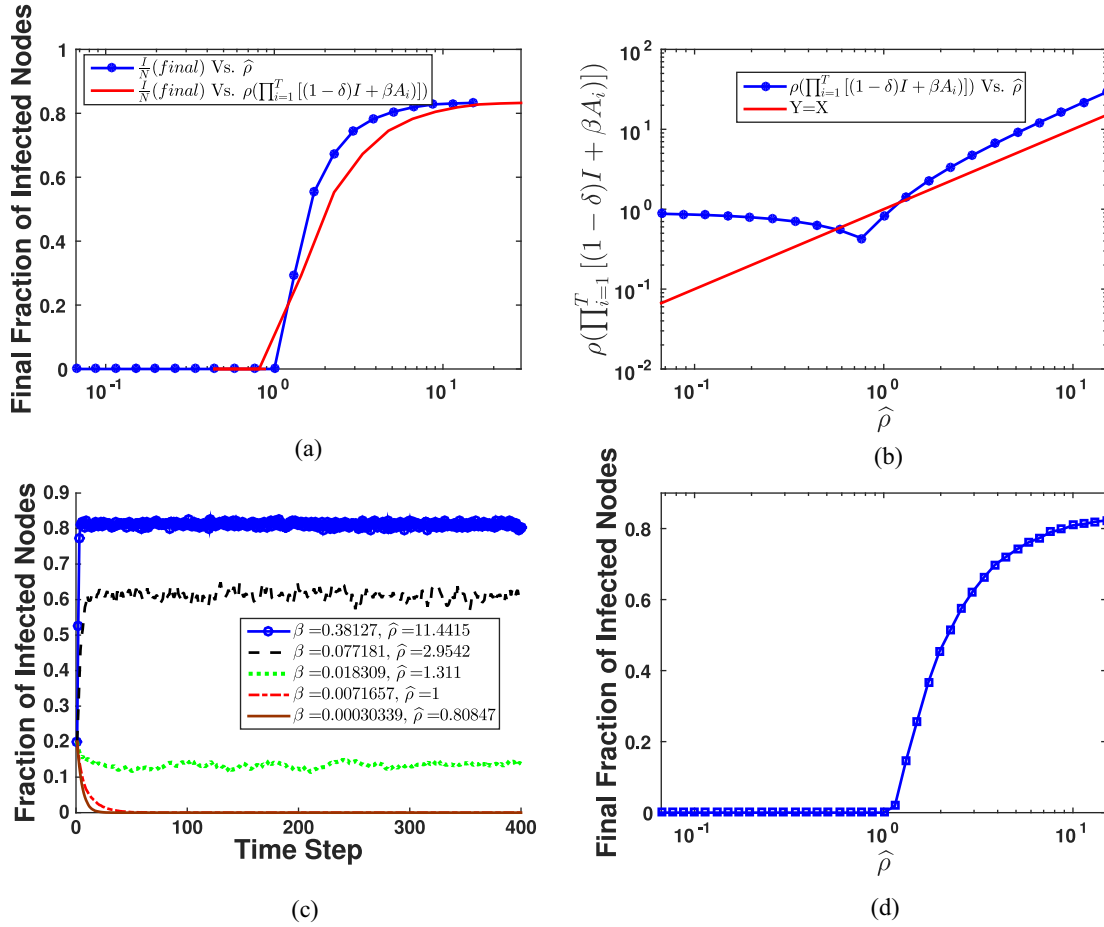 Final Fraction of Infected Nodes
1
0.8
0.6
0.4
0.2
0
I/N (final) Vs. ρ̂
I/N (final) Vs. ρ(∏_{i=1}^{T} [(1 − δ)I + βA_i)])
10^{-1}
10^{0}
10^{1}
(a)
ρ(∏_{i=1}^{T} [(1 − δ)I + βA_i)])
10^{2}
10^{1}
10^{0}
10^{-1}
10^{-2}
ρ(∏_{i=1}^{T} [(1 − δ)I + βA_i)]) Vs. ρ̂
Y=X
10^{-1}
10^{0}
10^{1}
ρ̂
(b)
Fraction of Infected Nodes
0.9
0.8
0.7
0.6
0.5
0.4
0.3
0.2
0.1
0
β =0.38127, ρ̂ =11.4415
β =0.077181, ρ̂ =2.9542
β =0.018309, ρ̂ =1.311
β =0.0071657, ρ̂ =1
β =0.00030339, ρ̂ =0.80847
0
100
200
300
400
Time Step
(c)
Final Fraction of Infected Nodes
0.8
0.6
0.4
0.2
0
10^{-1}
10^{0}
10^{1}
ρ̂
(d)